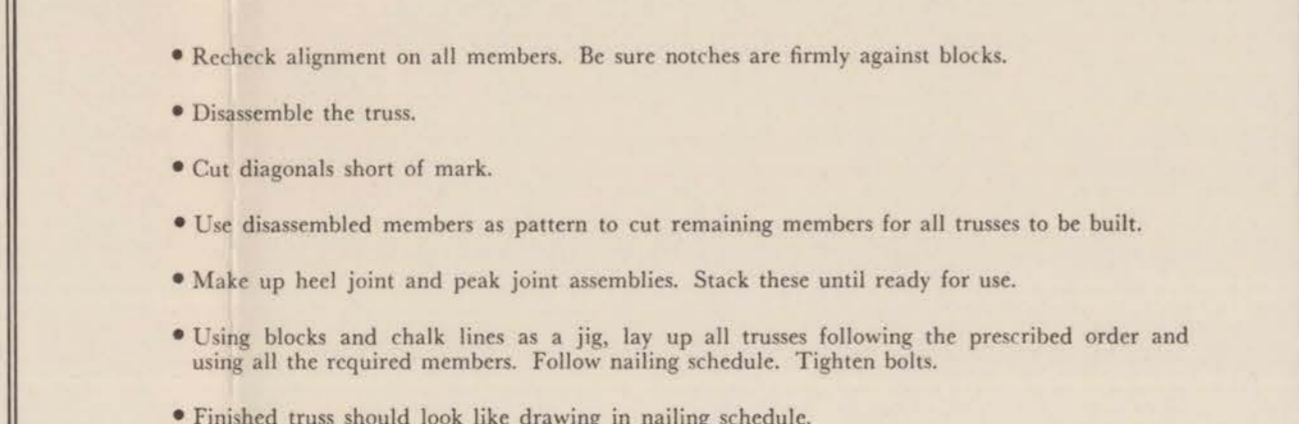 • Recheck alignment on all members. Be sure notches are firmly against blocks.
• Disassemble the truss.
• Cut diagonals short of mark.
• Use disassembled members as pattern to cut remaining members for all trusses to be built.
• Make up heel joint and peak joint assemblies. Stack these until ready for use.
• Using blocks and chalk lines as a jig, lay up all trusses following the prescribed order and
using all the required members. Follow nailing schedule. Tighten bolts.
• Finished truss should look like drawing in nailing schedule.